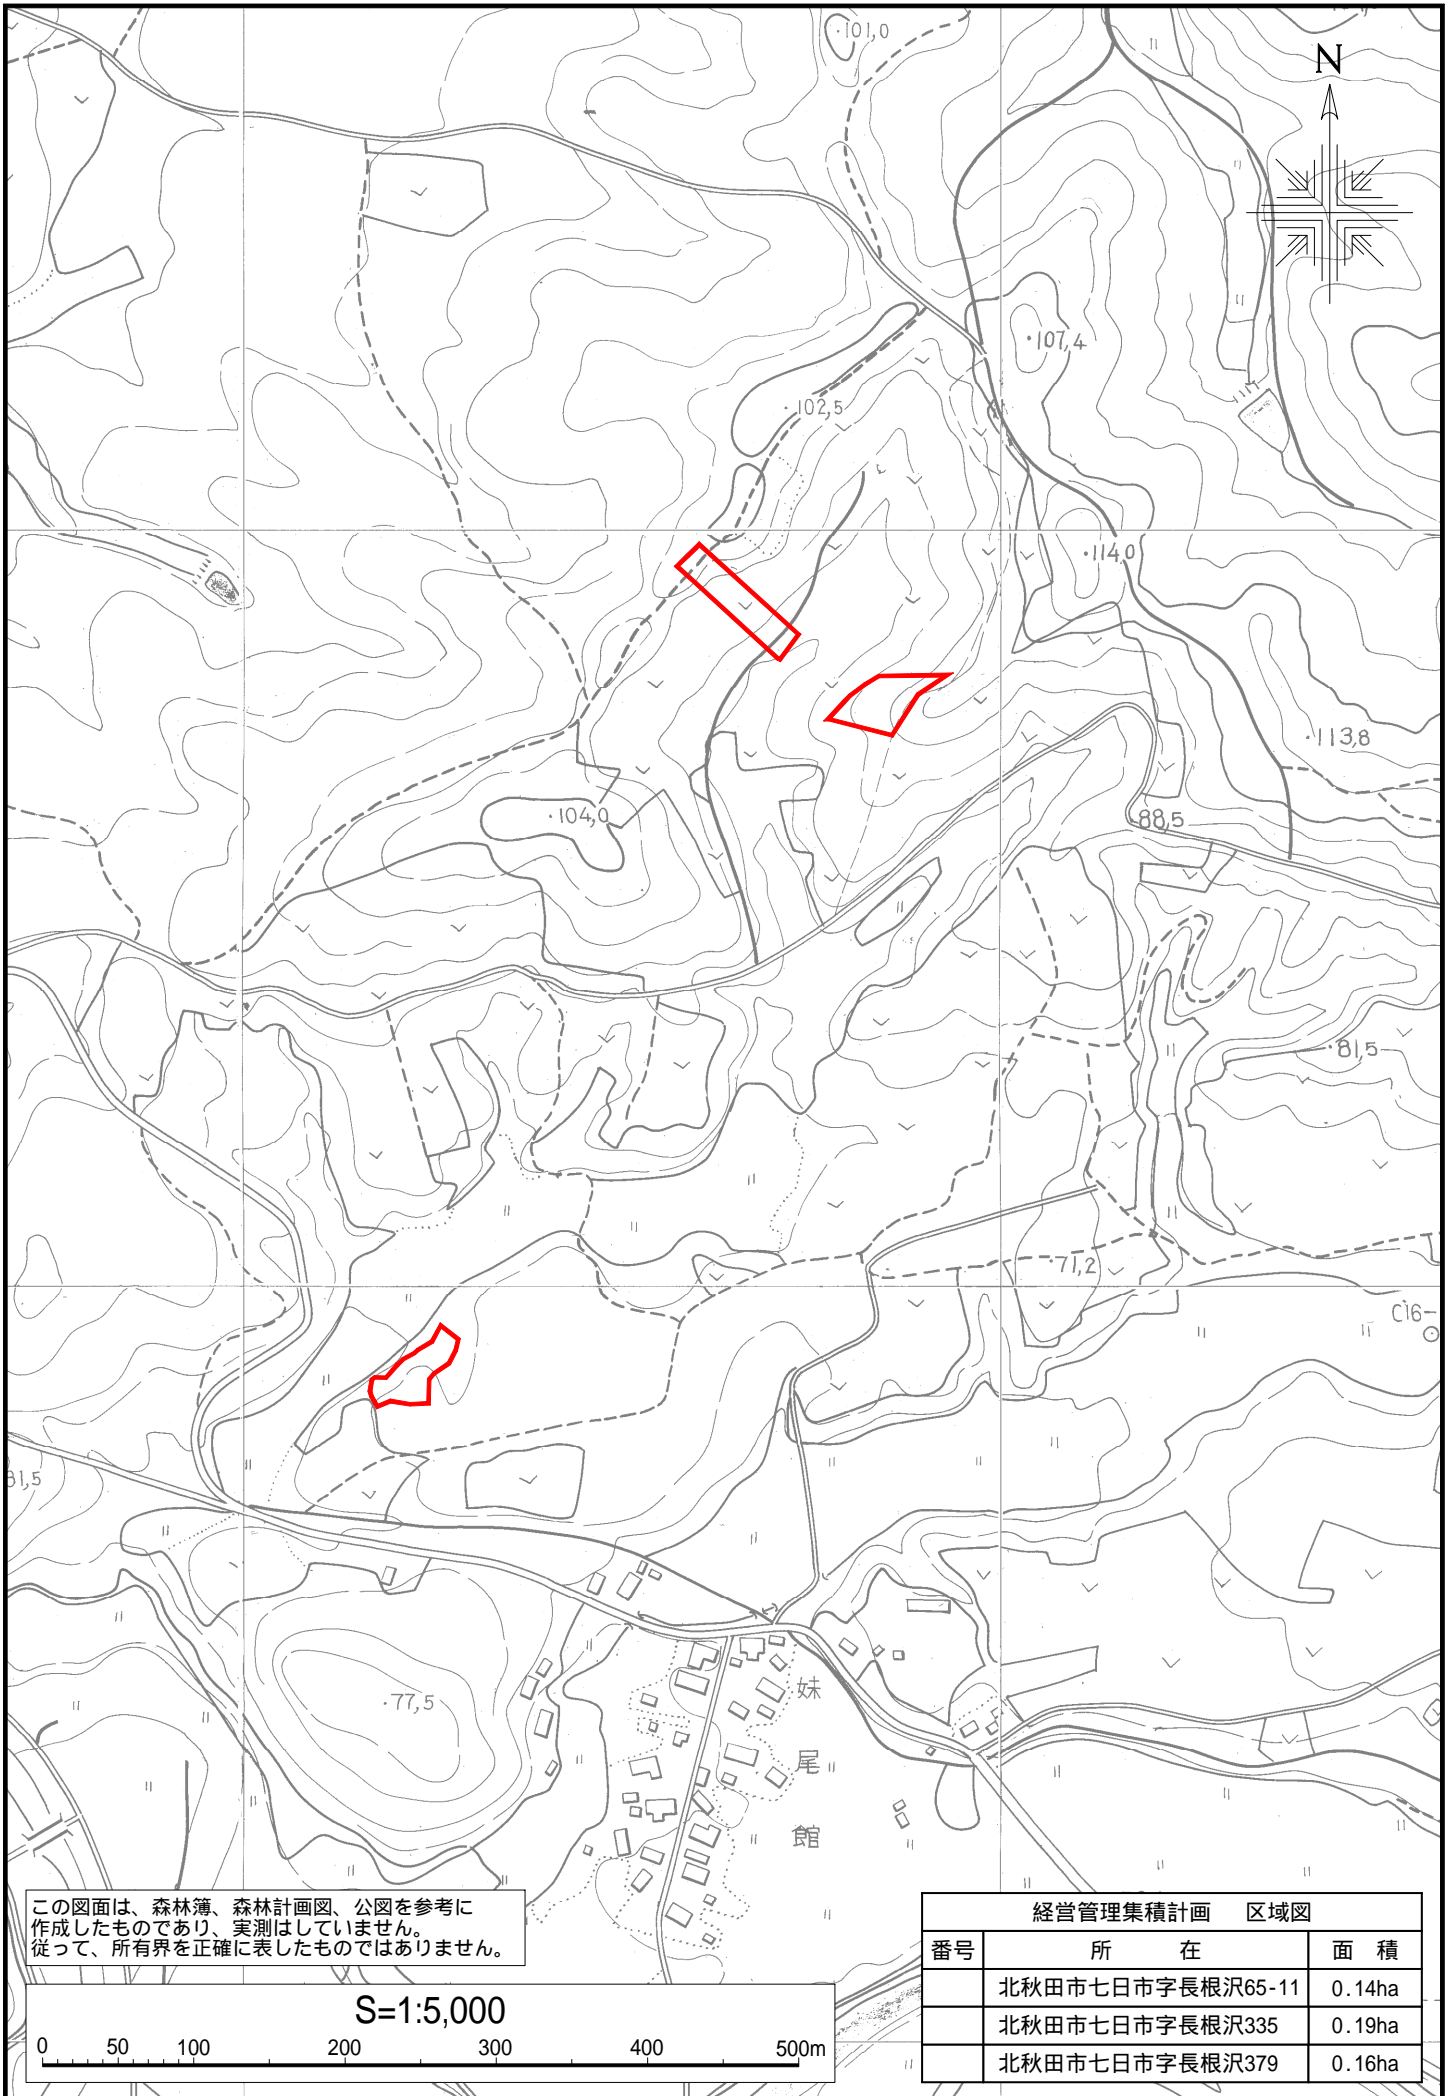 101,0
N
107,4
102,5
114,0
113,8
104,0
88,5
81,5
71,2
C16-
81,5
77,5
妹尾館
この図面は、森林簿、森林計画図、公図を参考に
作成したものであり、実測はしていません。
従って、所有界を正確に表したものではありません。
S=1:5,000
0 50 100 200 300 400 500m
経営管理集積計画 区域図
番号 所 在 面 積
北秋田市七日市字長根沢65-11 0.14ha
北秋田市七日市字長根沢335 0.19ha
北秋田市七日市字長根沢379 0.16ha